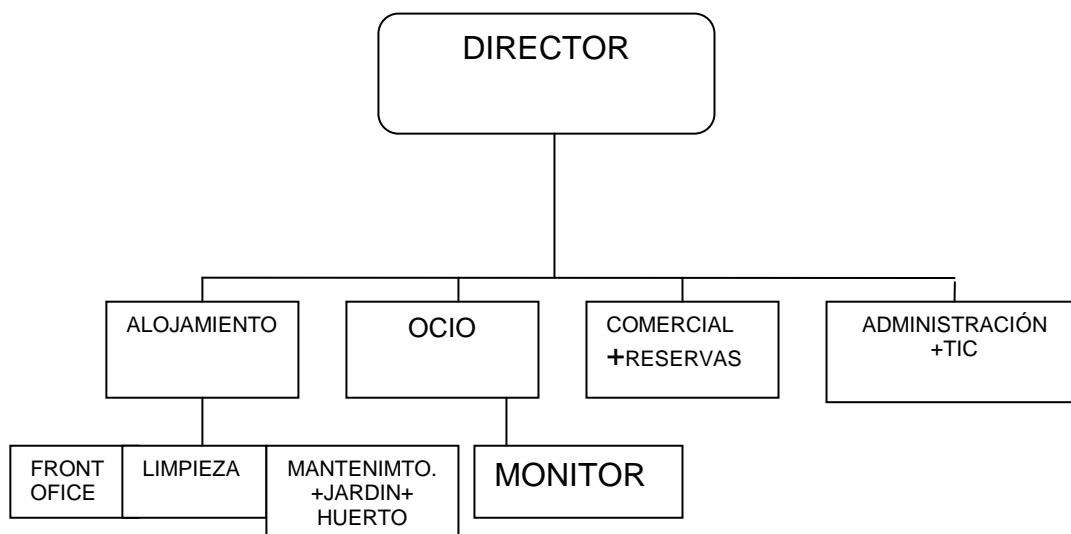 DIRECTOR
ALOJAMIENTO
OCIO
COMERCIAL
+RESERVAS
ADMINISTRACIÓN
+TIC
FRONT
OFICE
LIMPIEZA
MANTENIMTO.
+JARDIN+
HUERTO
MONITOR